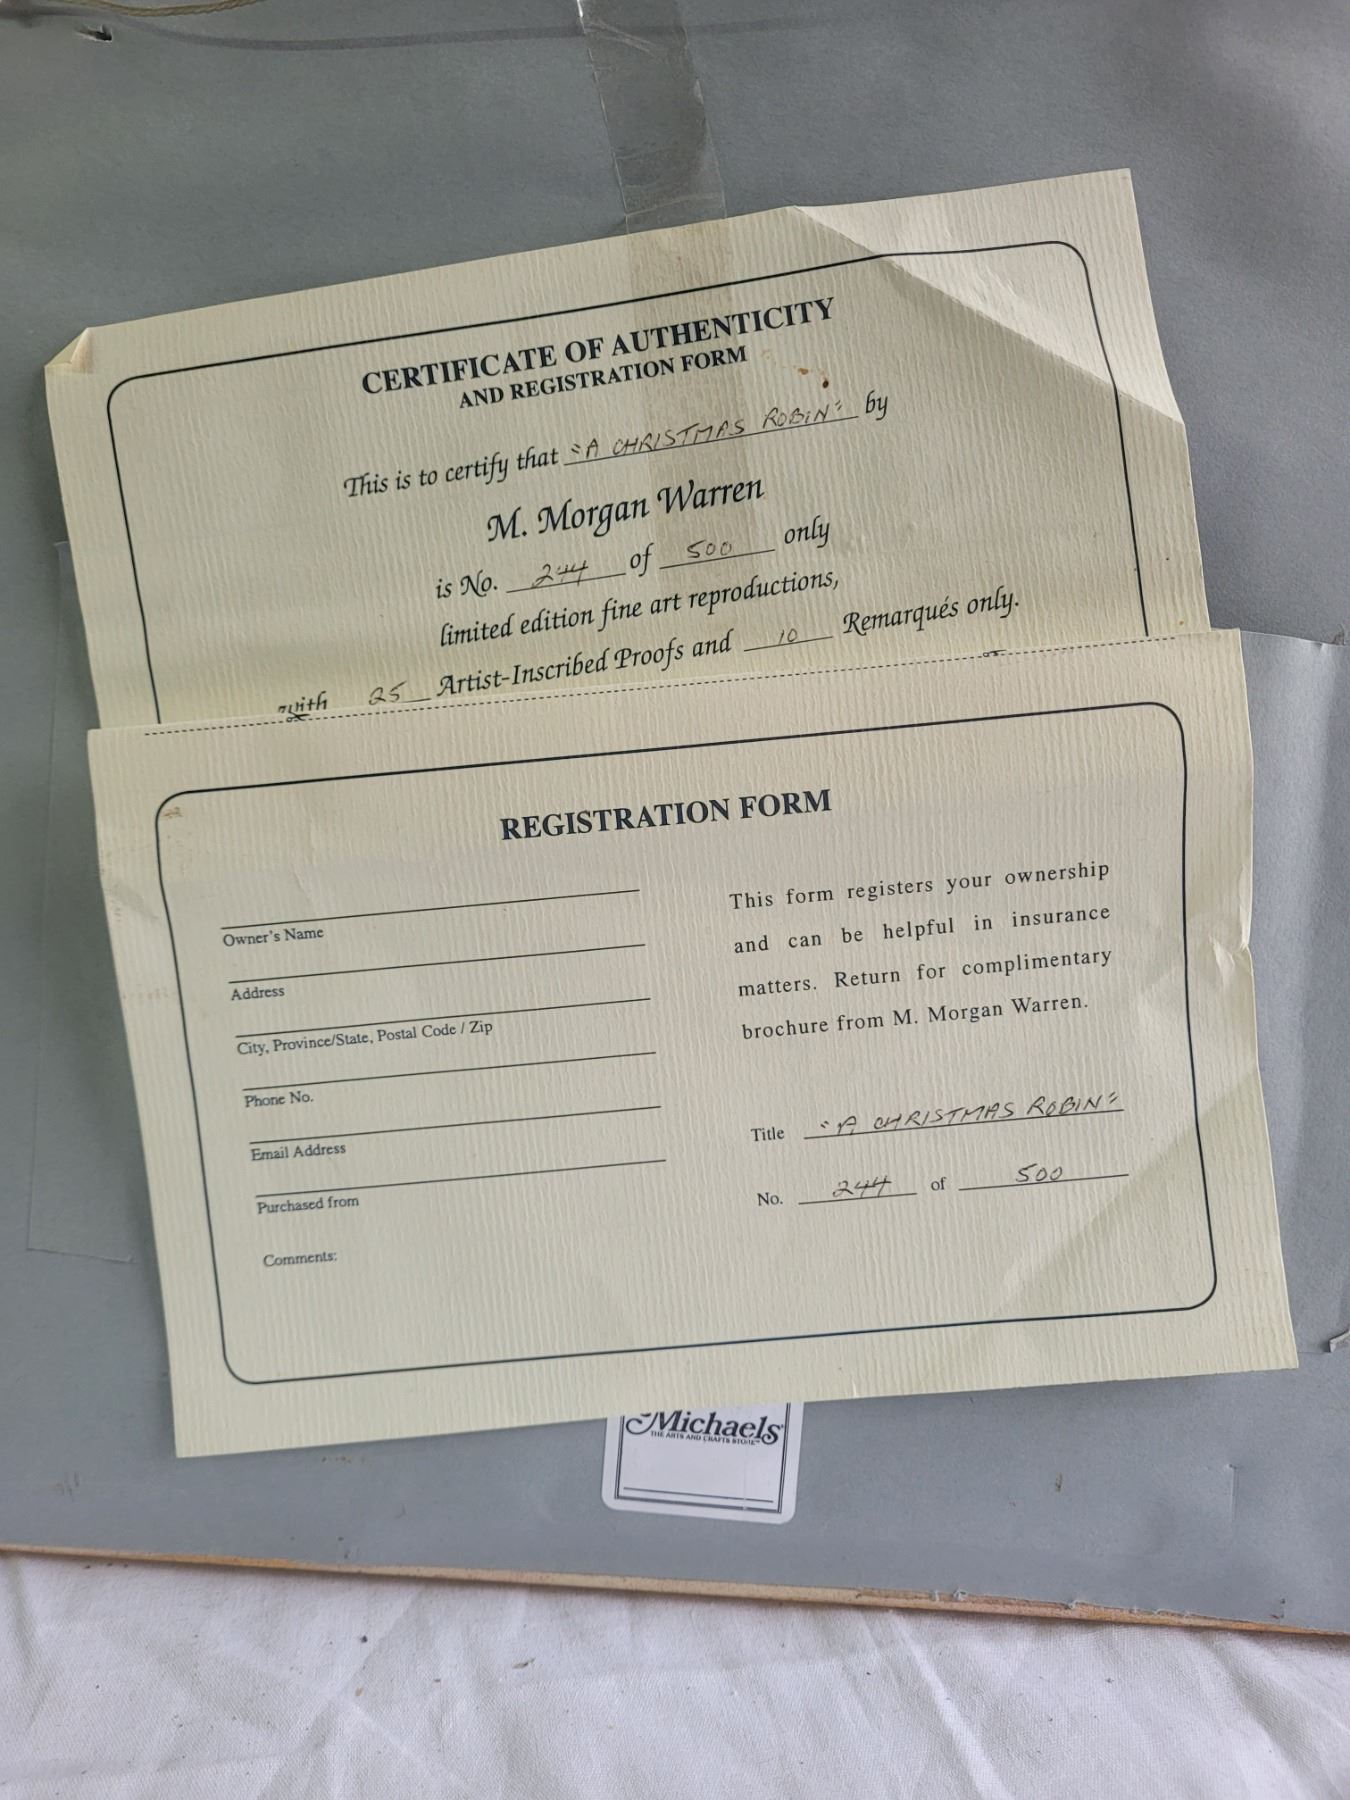 CERTIFICATE OF AUTHENTICITY
AND REGISTRATION FORM
This is to certify that "A CHRISTMAS ROBIN" by
M. Morgan Warren
is No. 244 of 500 only
limited edition fine art reproductions,
with 25 Artist-Inscribed Proofs and 10 Remarqués only.
REGISTRATION FORM
Owner's Name
Address
City, Province/State, Postal Code / Zip
Phone No.
Email Address
Purchased from
Comments:
This form registers your ownership
and can be helpful in insurance
matters. Return for complimentary
brochure from M. Morgan Warren.
Title "A CHRISTMAS ROBIN"
No. 244 of 500
Michaels
THE ARTS AND CRAFTS STORE